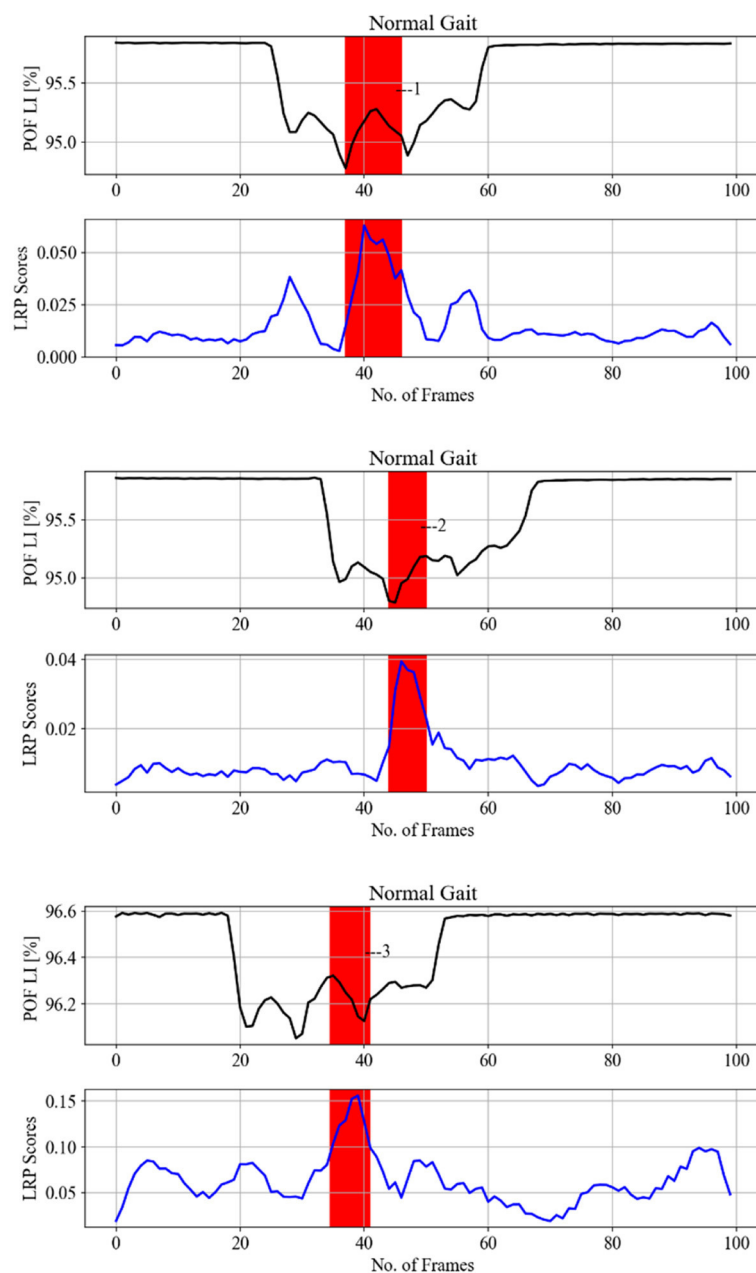 Normal Gait
POF LI [%]
95.5
95.0
---1
0 20 40 60 80 100
LRP Scores
0.050
0.025
0.000
0 20 40 60 80 100
No. of Frames
Normal Gait
POF LI [%]
95.5
95.0
---2
0 20 40 60 80 100
LRP Scores
0.04
0.02
0 20 40 60 80 100
No. of Frames
Normal Gait
POF LI [%]
96.6
96.4
96.2
---3
0 20 40 60 80 100
LRP Scores
0.15
0.10
0.05
0 20 40 60 80 100
No. of Frames